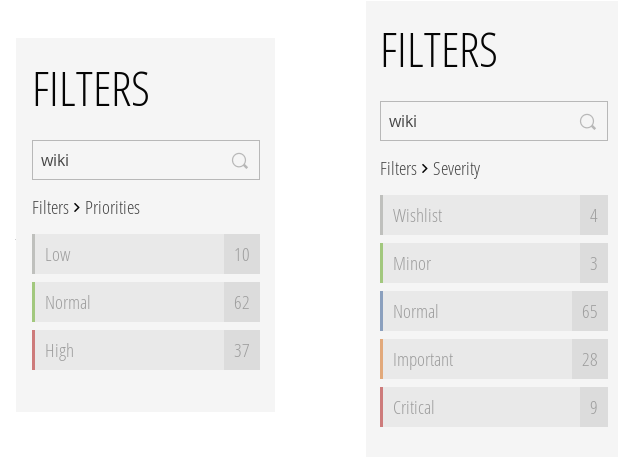 FILTERS
wiki
Filters > Priorities
Low 10
Normal 62
High 37
FILTERS
wiki
Filters > Severity
Wishlist 4
Minor 3
Normal 65
Important 28
Critical 9